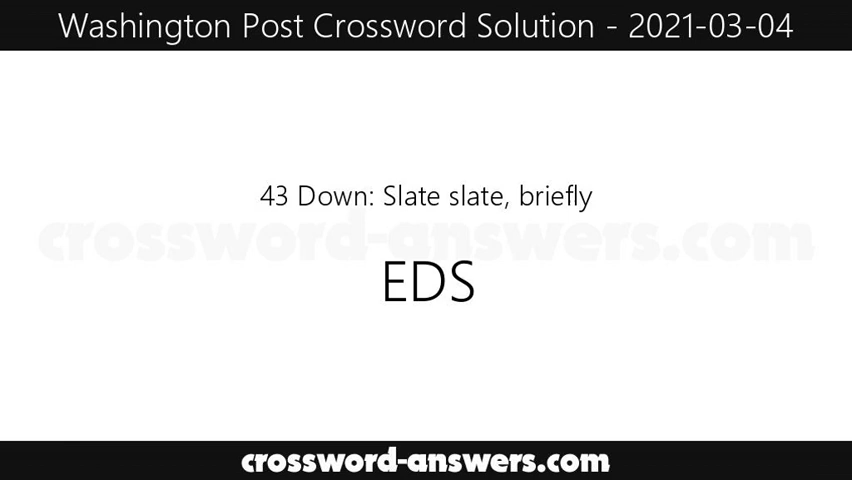 Washington Post Crossword Solution - 2021-03-04
43 Down: Slate slate, briefly
crossword-answers.com
EDS
crossword-answers.com